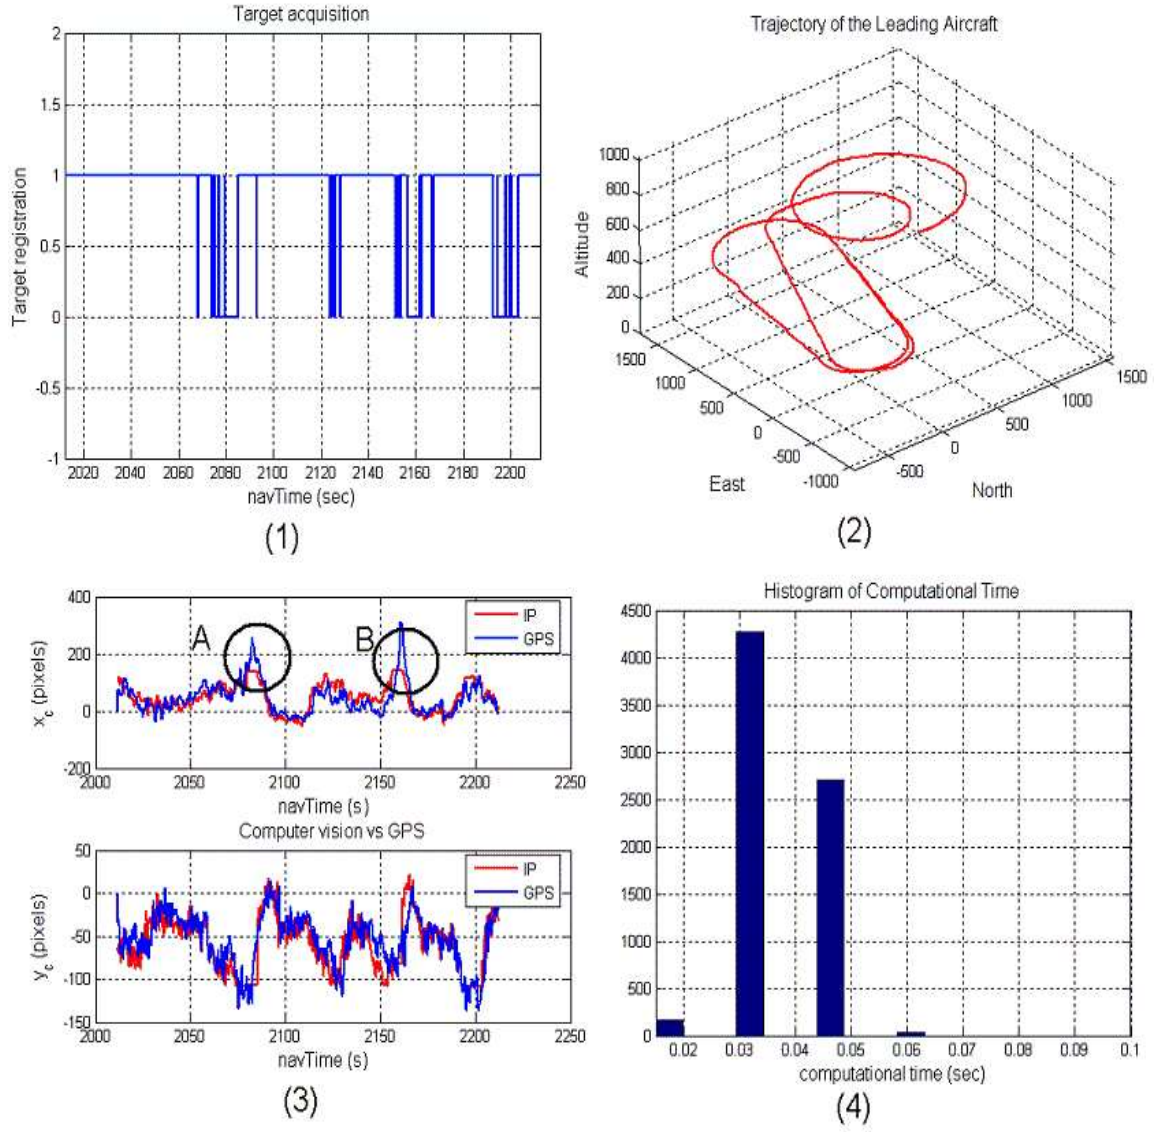 Target acquisition
2
1.5
1
0.5
0
-0.5
-1
Target registration
2020 2040 2060 2080 2100 2120 2140 2160 2180 2200
navTime (sec)
(1)
Trajectory of the Leading Aircraft
1000
800
600
400
200
0
Altitude
1500
1000
500
0
-500
-1000
East
-500
0
500
1000
1500
North
(2)
400
200
0
-200
x_c (pixels)
A
B
IP
GPS
2000 2050 2100 2150 2200 2250
navTime (s)
Computer vision vs GPS
50
0
-50
-100
-150
y_c (pixels)
IP
GPS
2000 2050 2100 2150 2200 2250
navTime (s)
(3)
Histogram of Computational Time
4500
4000
3500
3000
2500
2000
1500
1000
500
0
0.02 0.03 0.04 0.05 0.06 0.07 0.08 0.09 0.1
computational time (sec)
(4)